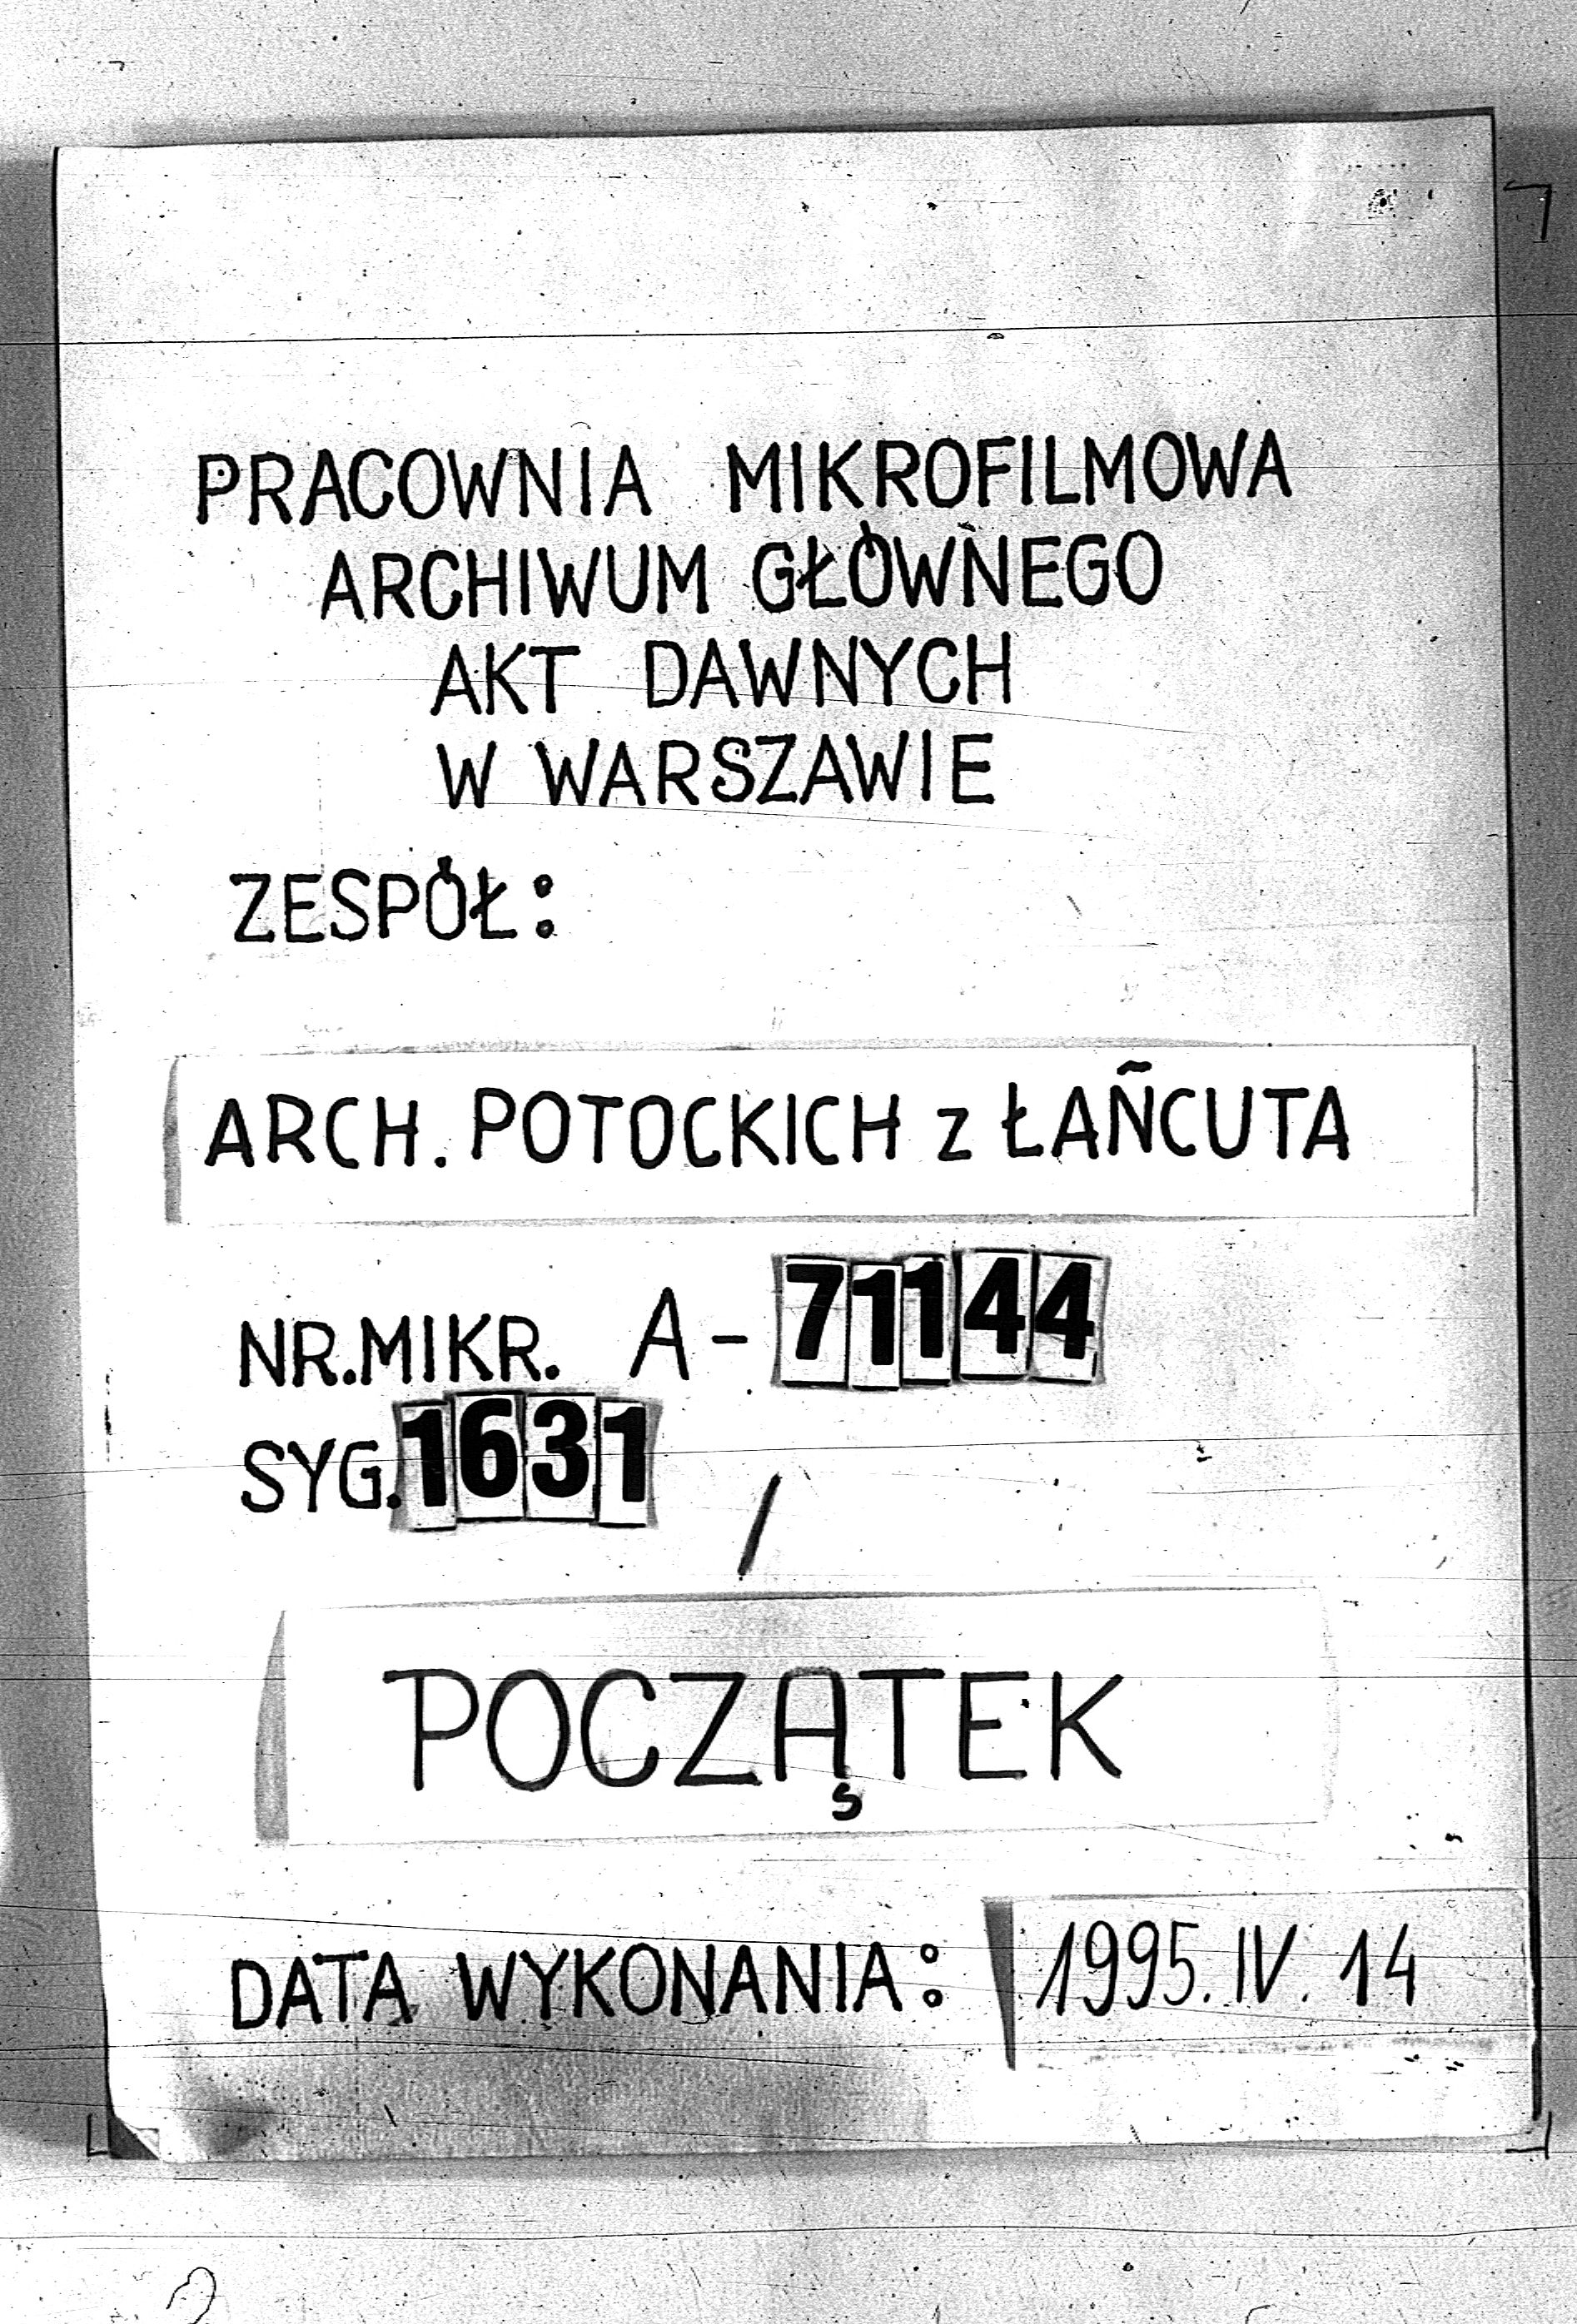 PRACOWNIA MIKROFILMOWA
ARCHIWUM GŁÓWNEGO
AKT DAWNYCH
W WARSZAWIE
ZESPÓŁ:
ARCH. POTOCKICH z ŁAŃCUTA
NR.MIKR. A-71144
SYG.1631 /
POCZĄTEK
DATA WYKONANIA: 1995.IV.14